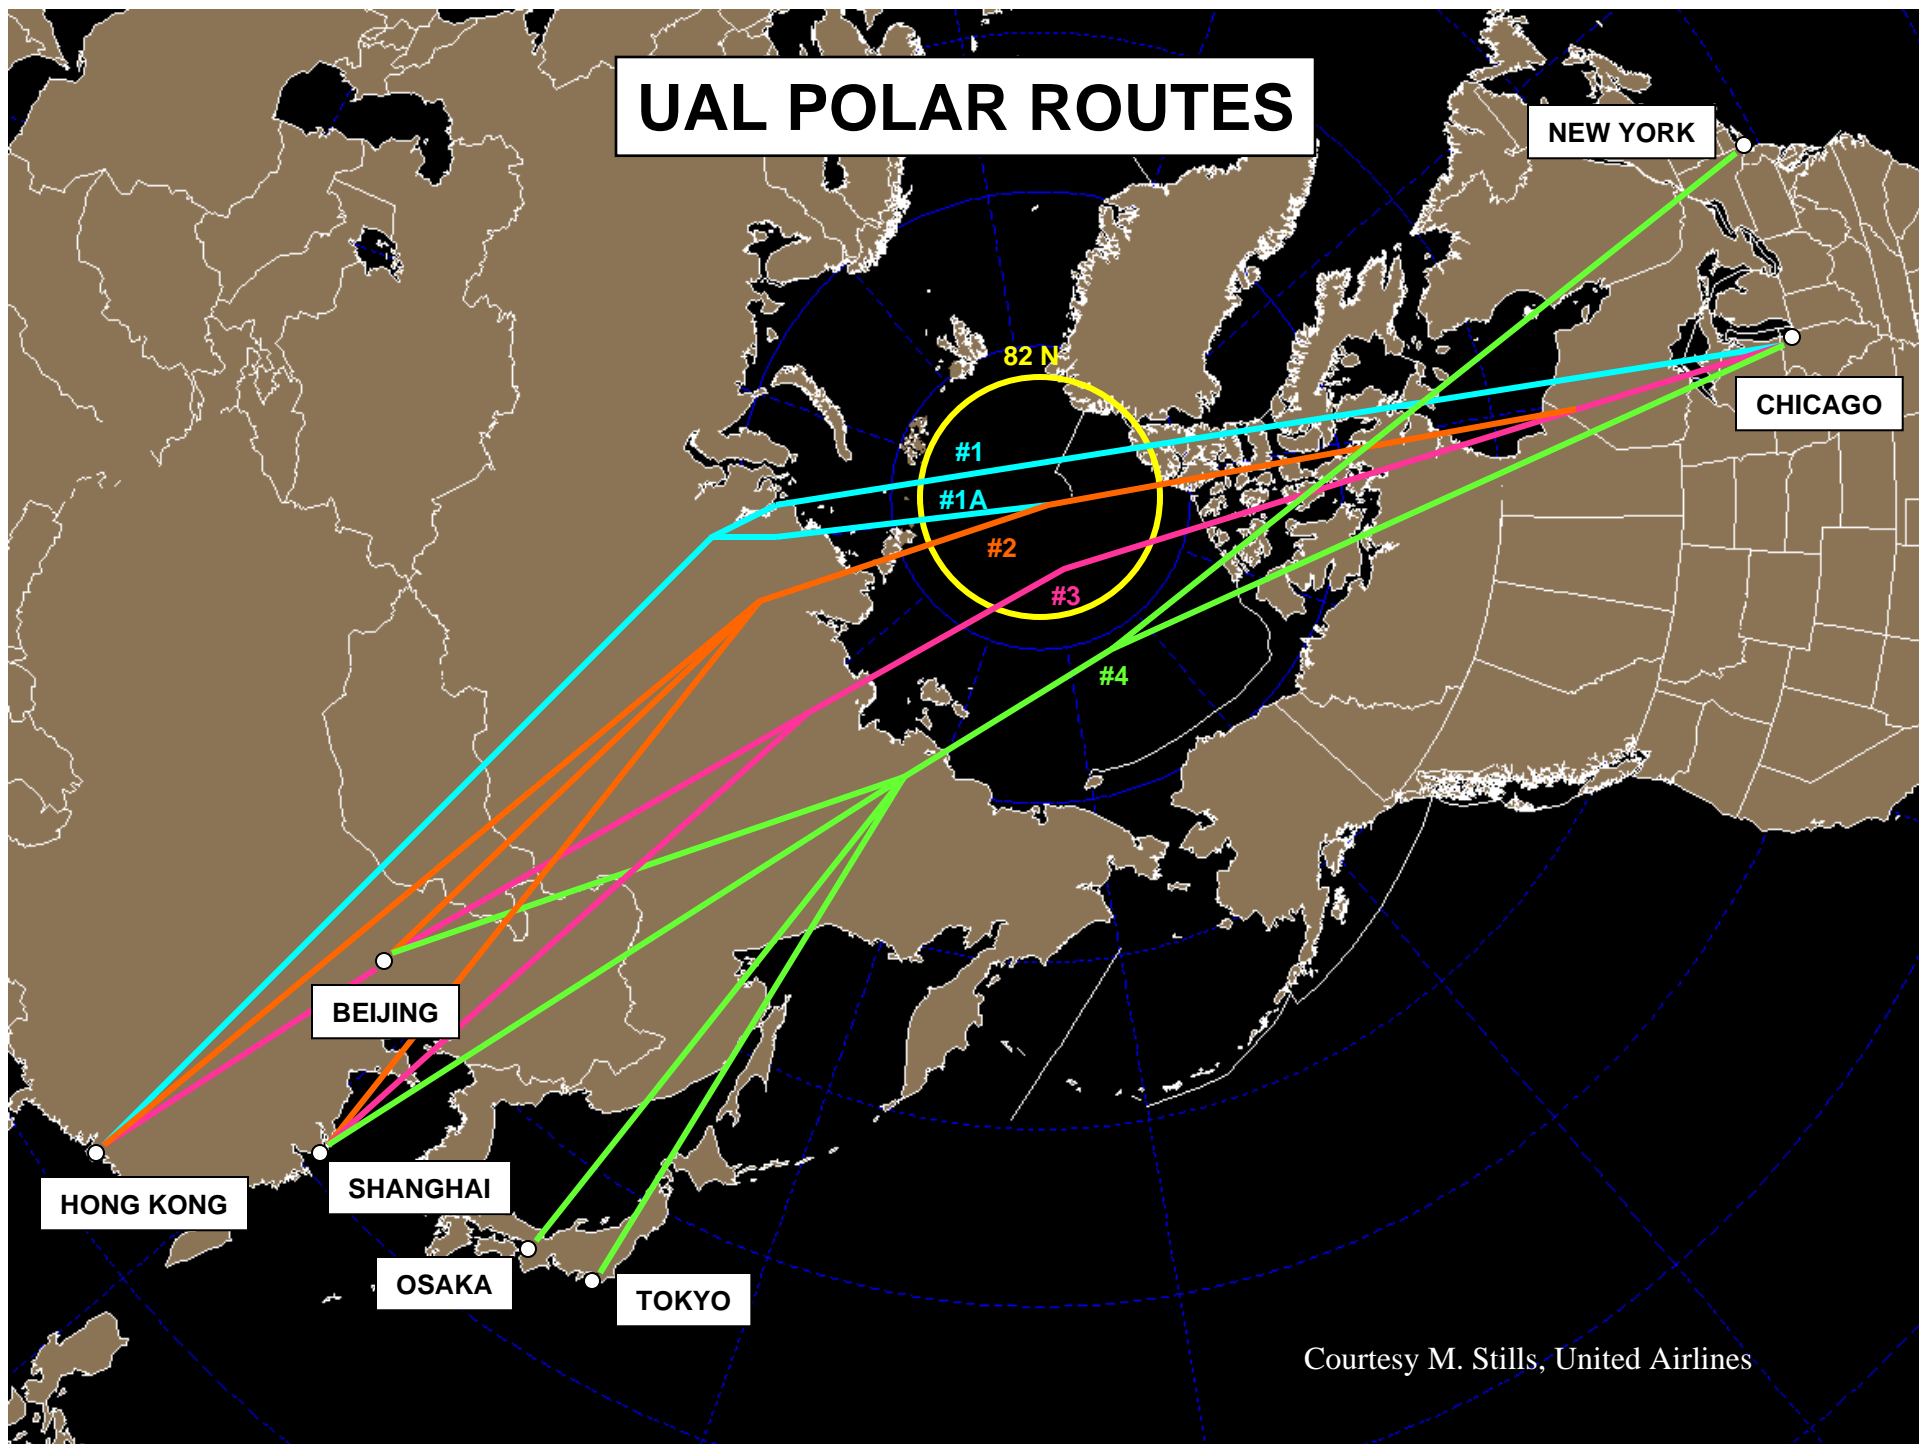 UAL POLAR ROUTES
NEW YORK
82 N
CHICAGO
#1
#1A
#2
#3
#4
BEIJING
SHANGHAI
HONG KONG
OSAKA
TOKYO
Courtesy M. Stills, United Airlines